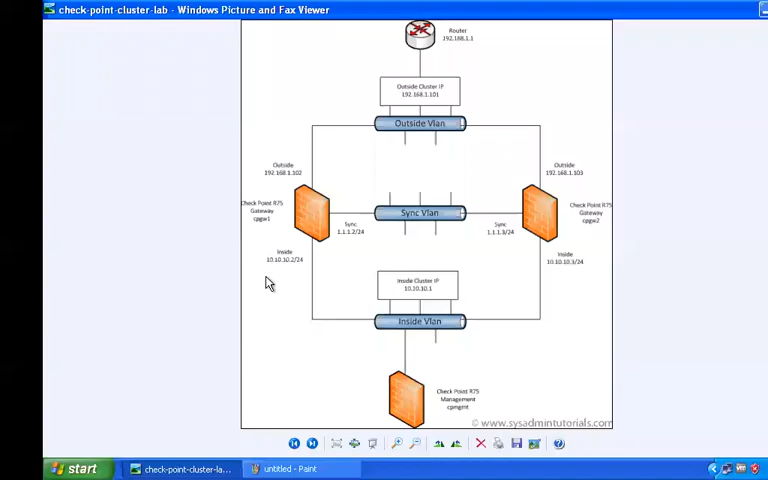 check-point-cluster-lab - Windows Picture and Fax Viewer
Router
192.168.1.1
Outside Cluster IP
192.168.1.101
Outside Vlan
Outside
192.168.1.102
Outside
192.168.1.103
Check Point R75
Gateway
cpgw1
Sync Vlan
Check Point R75
Gateway
cpgw2
Sync
1.1.1.2/24
Sync
1.1.1.3/24
Inside
10.10.10.2/24
Inside
10.10.10.3/24
Inside Cluster IP
10.10.10.1
Inside Vlan
Check Point R75
Management
cpmgmt
© www.sysadmintutorials.com
start
check-point-cluster-la...
untitled - Paint